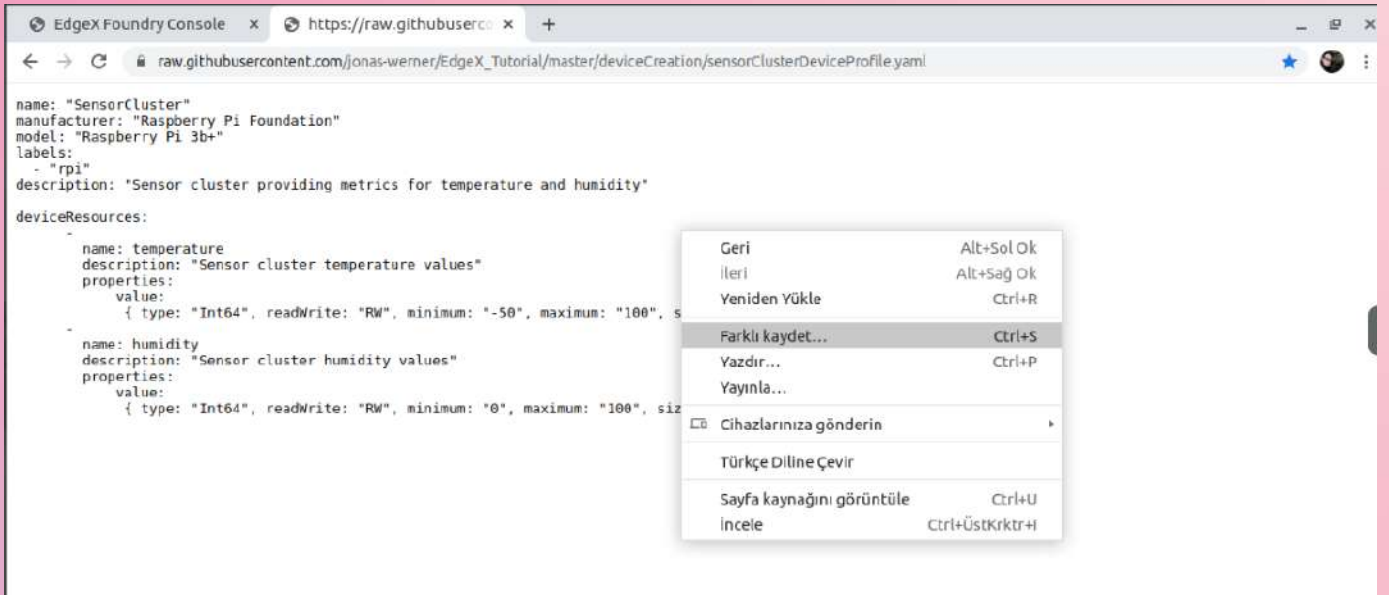 EdgeX Foundry Console
https://raw.githubuserco
raw.githubusercontent.com/jonas-werner/EdgeX_Tutorial/master/deviceCreation/sensorClusterDeviceProfile.yaml
name: "SensorCluster"
manufacturer: "Raspberry Pi Foundation"
model: "Raspberry Pi 3b+"
labels:
- "rpi"
description: "Sensor cluster providing metrics for temperature and humidity"
deviceResources:
-
name: temperature
description: "Sensor cluster temperature values"
properties:
value:
{ type: "Int64", readWrite: "RW", minimum: "-50", maximum: "100", s
-
name: humidity
description: "Sensor cluster humidity values"
properties:
value:
{ type: "Int64", readWrite: "RW", minimum: "0", maximum: "100", siz
Geri Alt+Sol Ok
İleri Alt+Sağ Ok
Yeniden Yükle Ctrl+R
Farklı kaydet... Ctrl+S
Yazdır... Ctrl+P
Yayınla...
Cihazlarınıza gönderin
Türkçe Diline Çevir
Sayfa kaynağını görüntüle Ctrl+U
İncele Ctrl+ÜstKrktr+I